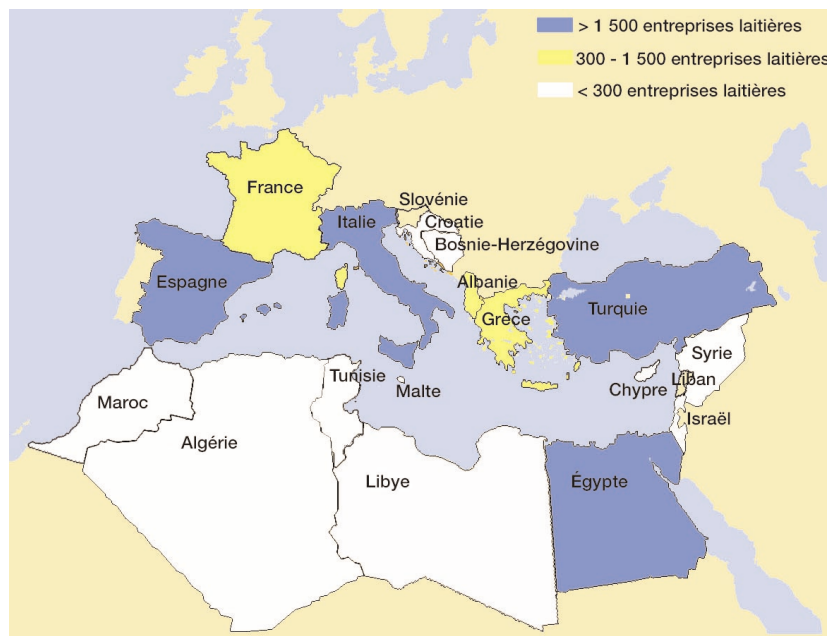 > 1 500 entreprises laitières
300 - 1 500 entreprises laitières
< 300 entreprises laitières
France
Slovénie
Italie
Croatie
Bosnie-Herzégovine
Espagne
Albanie
Grèce
Turquie
Syrie
Tunisie
Malte
Chypre
Liban
Maroc
Israël
Algérie
Libye
Égypte